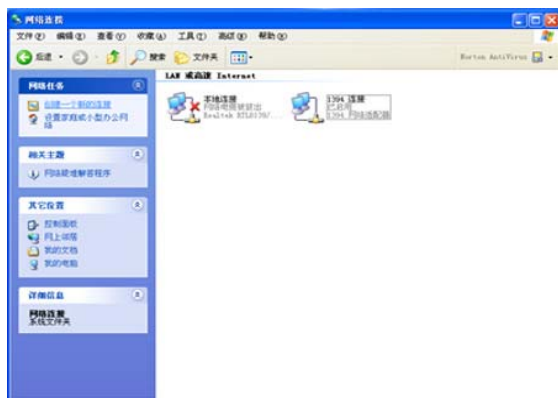 网络连接
文件(F) 编辑(E) 查看(V) 收藏(A) 工具(T) 高级(N) 帮助(H)
后退 搜索 文件夹 Norton AntiVirus
LAN 或高速 Internet
网络任务
创建一个新的连接
设置家庭或小型办公网络
相关主题
网络疑难解答程序
其它位置
控制面板
网上邻居
我的文档
我的电脑
详细信息
网络连接
系统文件夹
本地连接
网络电缆被拔出
Realtek RTL8139/...
1394 连接
已启用
1394 网络适配器